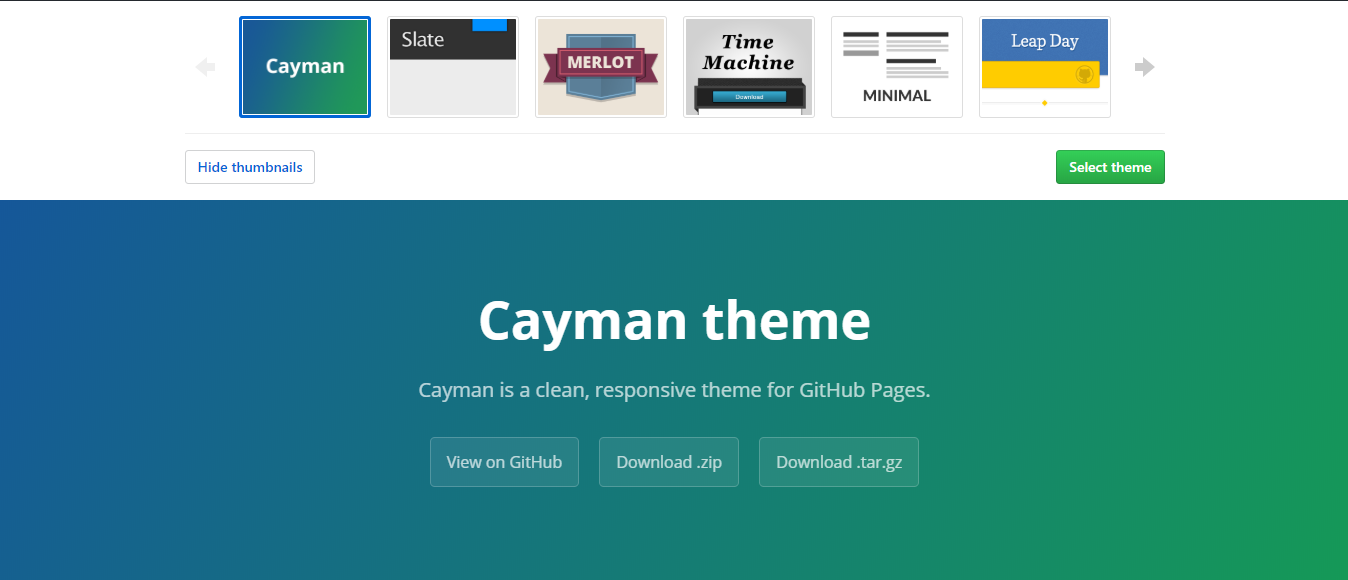 Cayman
Slate
MERLOT
Time
Machine
Download
MINIMAL
Leap Day
Hide thumbnails
Select theme
Cayman theme
Cayman is a clean, responsive theme for GitHub Pages.
View on GitHub
Download .zip
Download .tar.gz